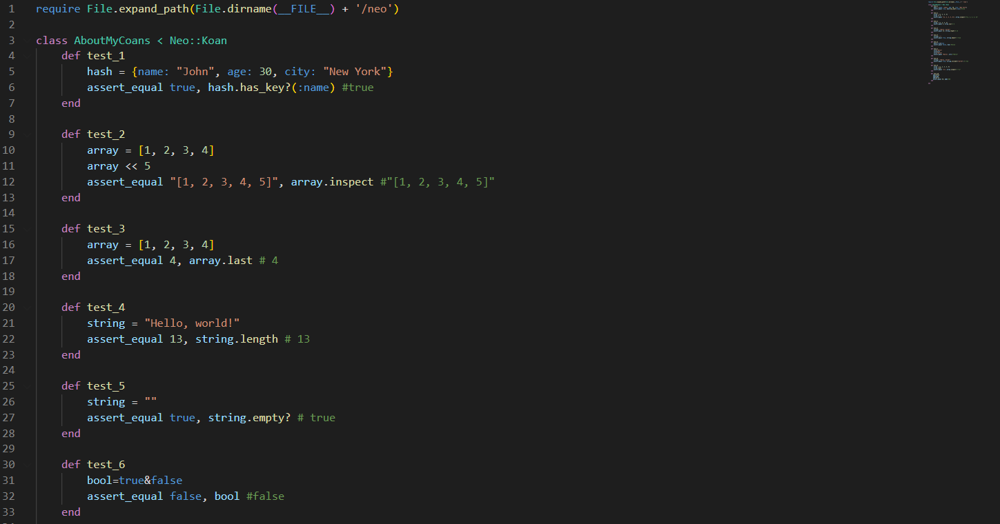 1 require File.expand_path(File.dirname(__FILE__) + '/neo')
2
3 class AboutMyCoans < Neo::Koan
4     def test_1
5         hash = {name: "John", age: 30, city: "New York"}
6         assert_equal true, hash.has_key?(:name) #true
7     end
8
9     def test_2
10         array = [1, 2, 3, 4]
11         array << 5
12         assert_equal "[1, 2, 3, 4, 5]", array.inspect #"[1, 2, 3, 4, 5]"
13     end
14
15     def test_3
16         array = [1, 2, 3, 4]
17         assert_equal 4, array.last # 4
18     end
19
20     def test_4
21         string = "Hello, world!"
22         assert_equal 13, string.length # 13
23     end
24
25     def test_5
26         string = ""
27         assert_equal true, string.empty? # true
28     end
29
30     def test_6
31         bool=true&false
32         assert_equal false, bool #false
33     end